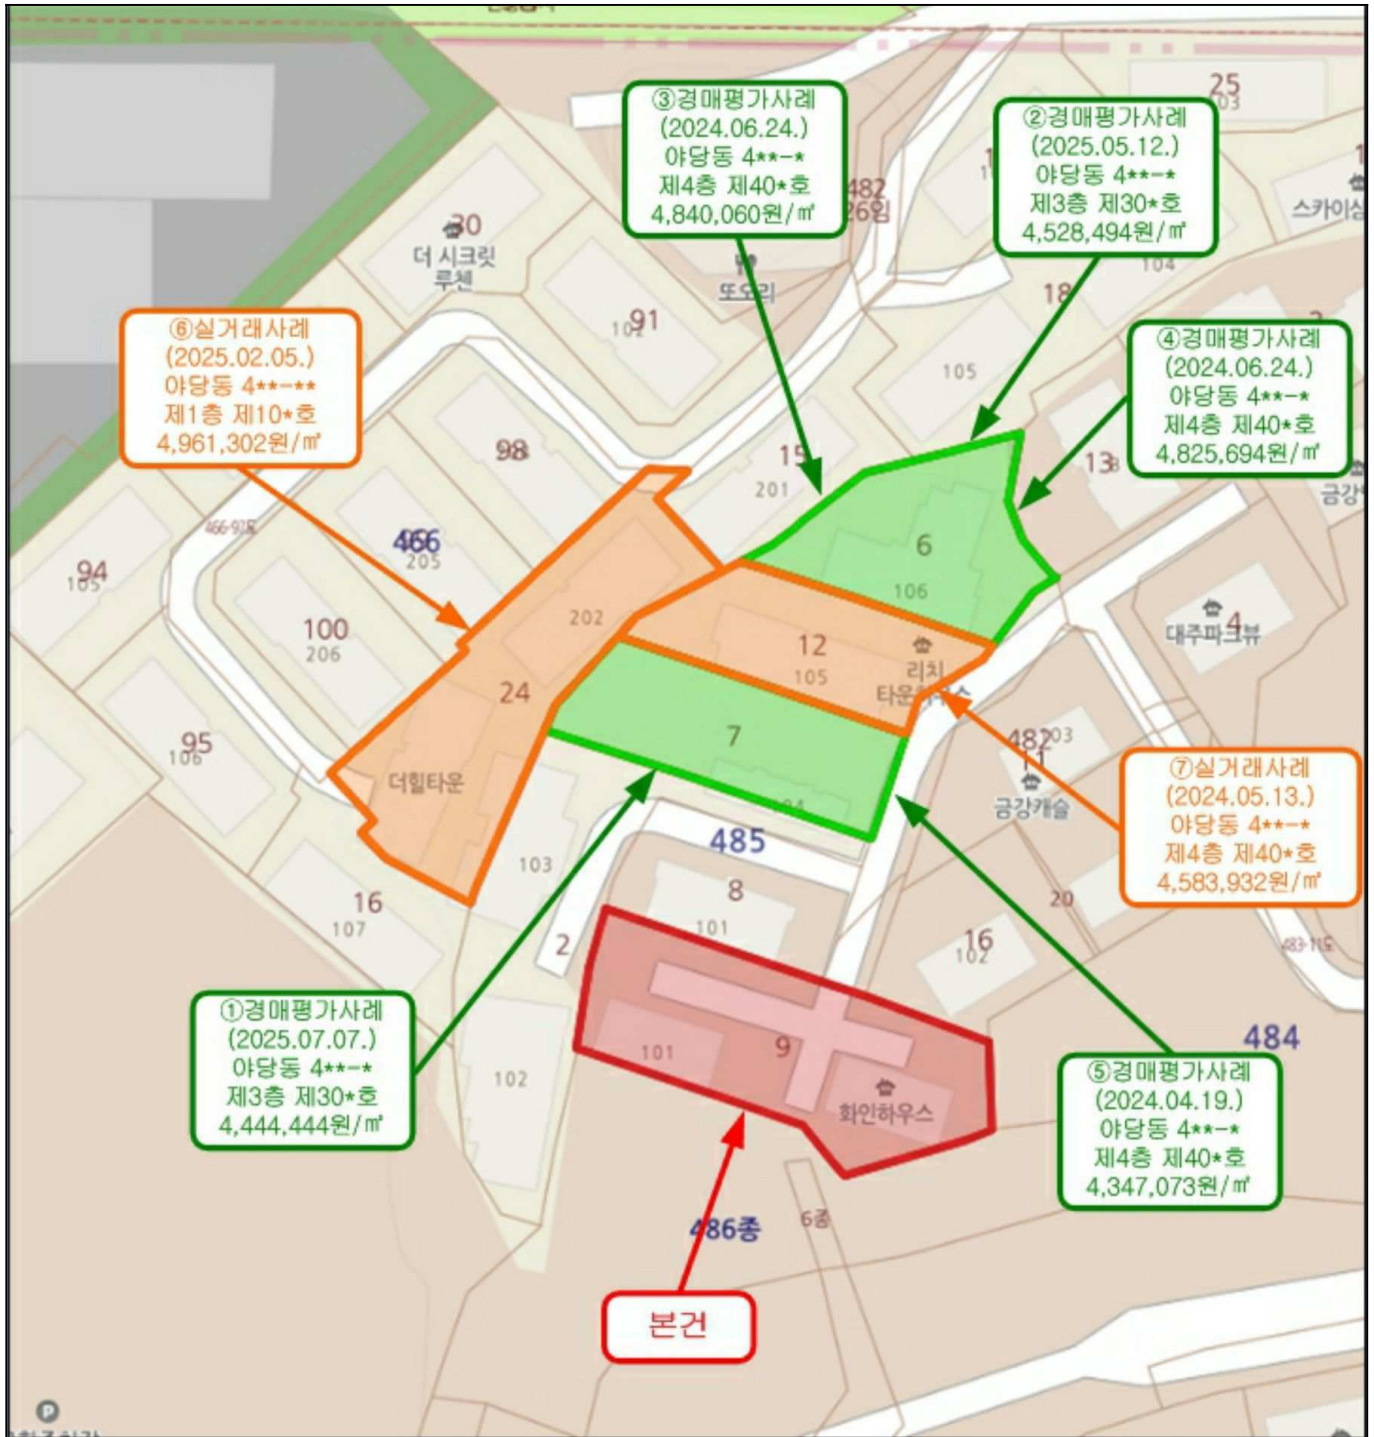 ③경매평가사례
(2024.06.24.)
야당동 4**-*
제4층 제40*호
4,840,060원/㎡
②경매평가사례
(2025.05.12.)
야당동 4**-*
제3층 제30*호
4,528,494원/㎡
④경매평가사례
(2024.06.24.)
야당동 4**-*
제4층 제40*호
4,825,694원/㎡
⑥실거래사례
(2025.02.05.)
야당동 4**-**
제1층 제10*호
4,961,302원/㎡
⑦실거래사례
(2024.05.13.)
야당동 4**-*
제4층 제40*호
4,583,932원/㎡
①경매평가사례
(2025.07.07.)
야당동 4**-*
제3층 제30*호
4,444,444원/㎡
⑤경매평가사례
(2024.04.19.)
야당동 4**-*
제4층 제40*호
4,347,073원/㎡
본건
25
482
30
더 시크릿
루첸
또오리
104
18
91
105
98
15
201
13
466
205
94
105
6
106
100
206
202
12
105
리치
타운하우스
4
대주파크뷰
24
95
106
7
더힐타운
482
11
금강캐슬
485
103
8
101
16
107
2
20
16
102
484
9
101
102
화인하우스
486종
6종
P